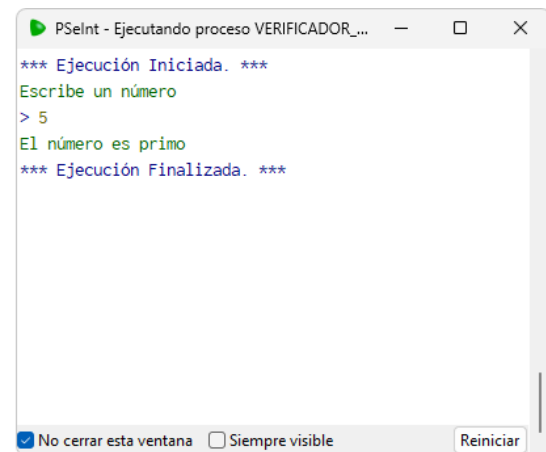 PSeInt - Ejecutando proceso VERIFICADOR_...
*** Ejecución Iniciada. ***
Escribe un número
> 5
El número es primo
*** Ejecución Finalizada. ***
No cerrar esta ventana Siempre visible Reiniciar